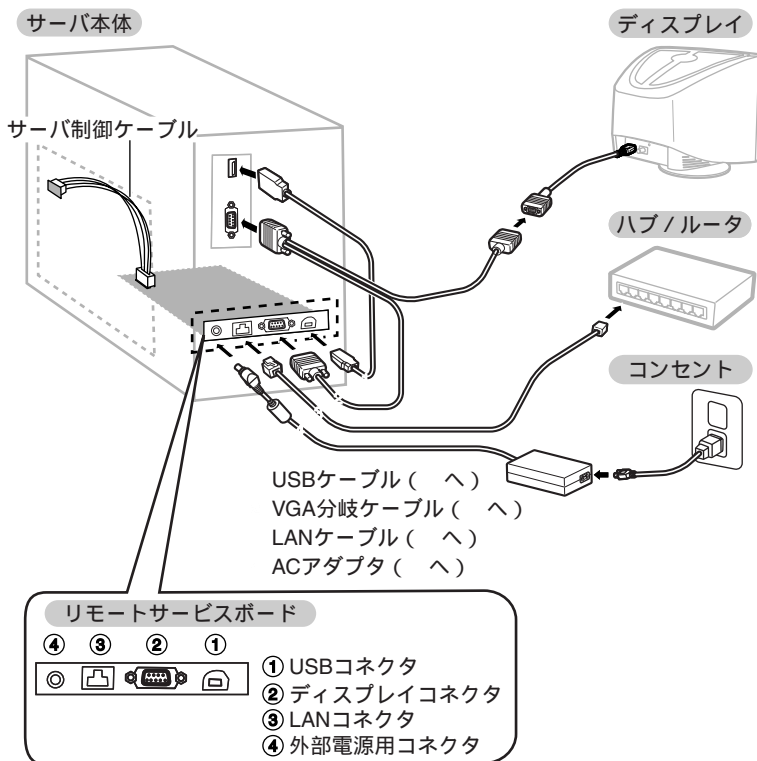 サーバ本体
ディスプレイ
サーバ制御ケーブル
ハブ / ルータ
コンセント
USBケーブル (　へ )
VGA分岐ケーブル (　へ )
LANケーブル (　へ )
ACアダプタ (　へ )
リモートサービスボード
④ ③ ② ①
① USBコネクタ
② ディスプレイコネクタ
③ LANコネクタ
④ 外部電源用コネクタ